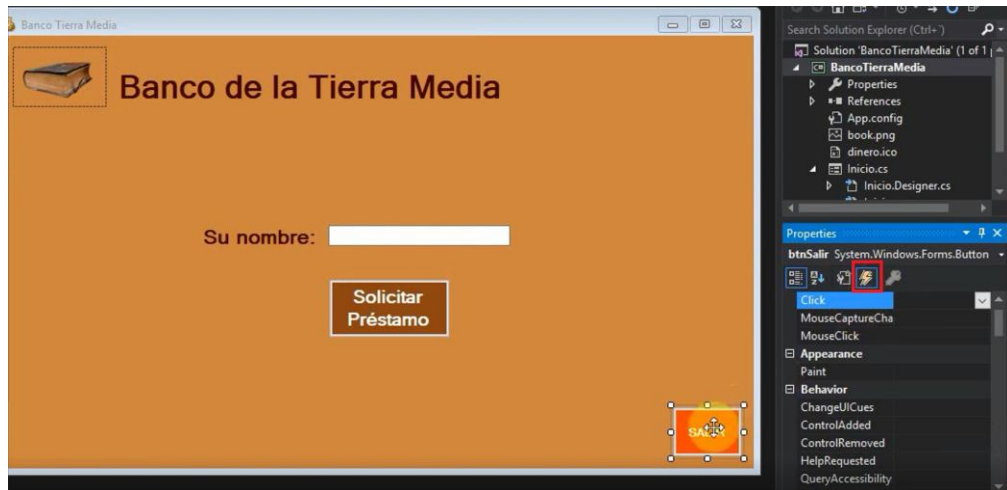 Banco Tierra Media
Banco de la Tierra Media
Su nombre:
Solicitar
Préstamo
Search Solution Explorer (Ctrl+´)
Solution 'BancoTierraMedia' (1 of 1
BancoTierraMedia
Properties
References
App.config
book.png
dinero.ico
Inicio.cs
Inicio.Designer.cs
Properties
btnSalir System.Windows.Forms.Button
Click
MouseCaptureCha
MouseClick
Appearance
Paint
Behavior
ChangeUICues
ControlAdded
ControlRemoved
HelpRequested
QueryAccessibility